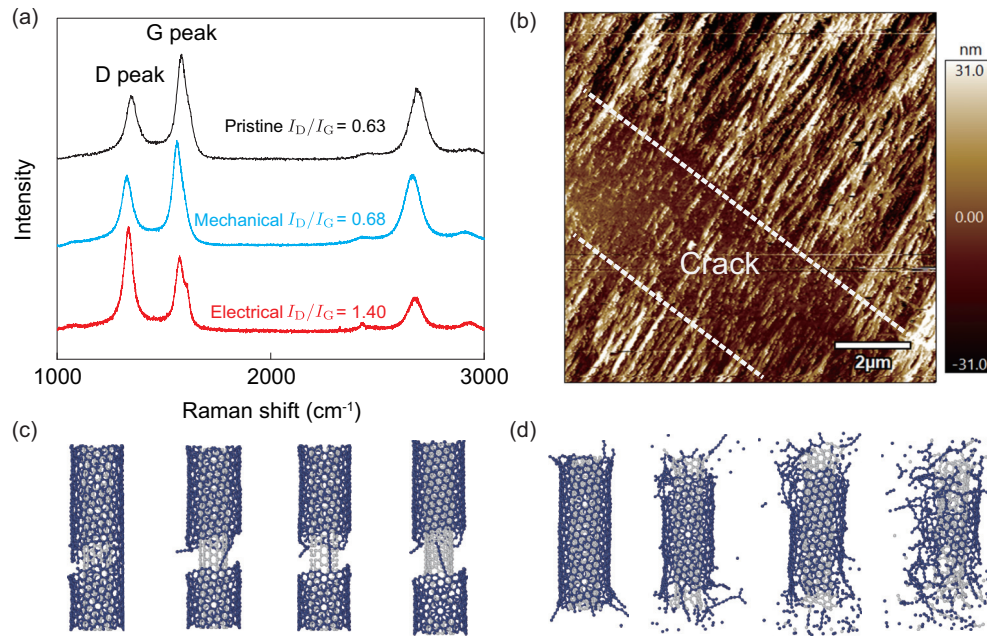 (a)
G peak
D peak
Pristine I_D/I_G = 0.63
Mechanical I_D/I_G = 0.68
Electrical I_D/I_G = 1.40
Intensity
1000
2000
3000
Raman shift (cm⁻¹)
(b)
nm
31.0
0.00
-31.0
Crack
2μm
(c)
(d)